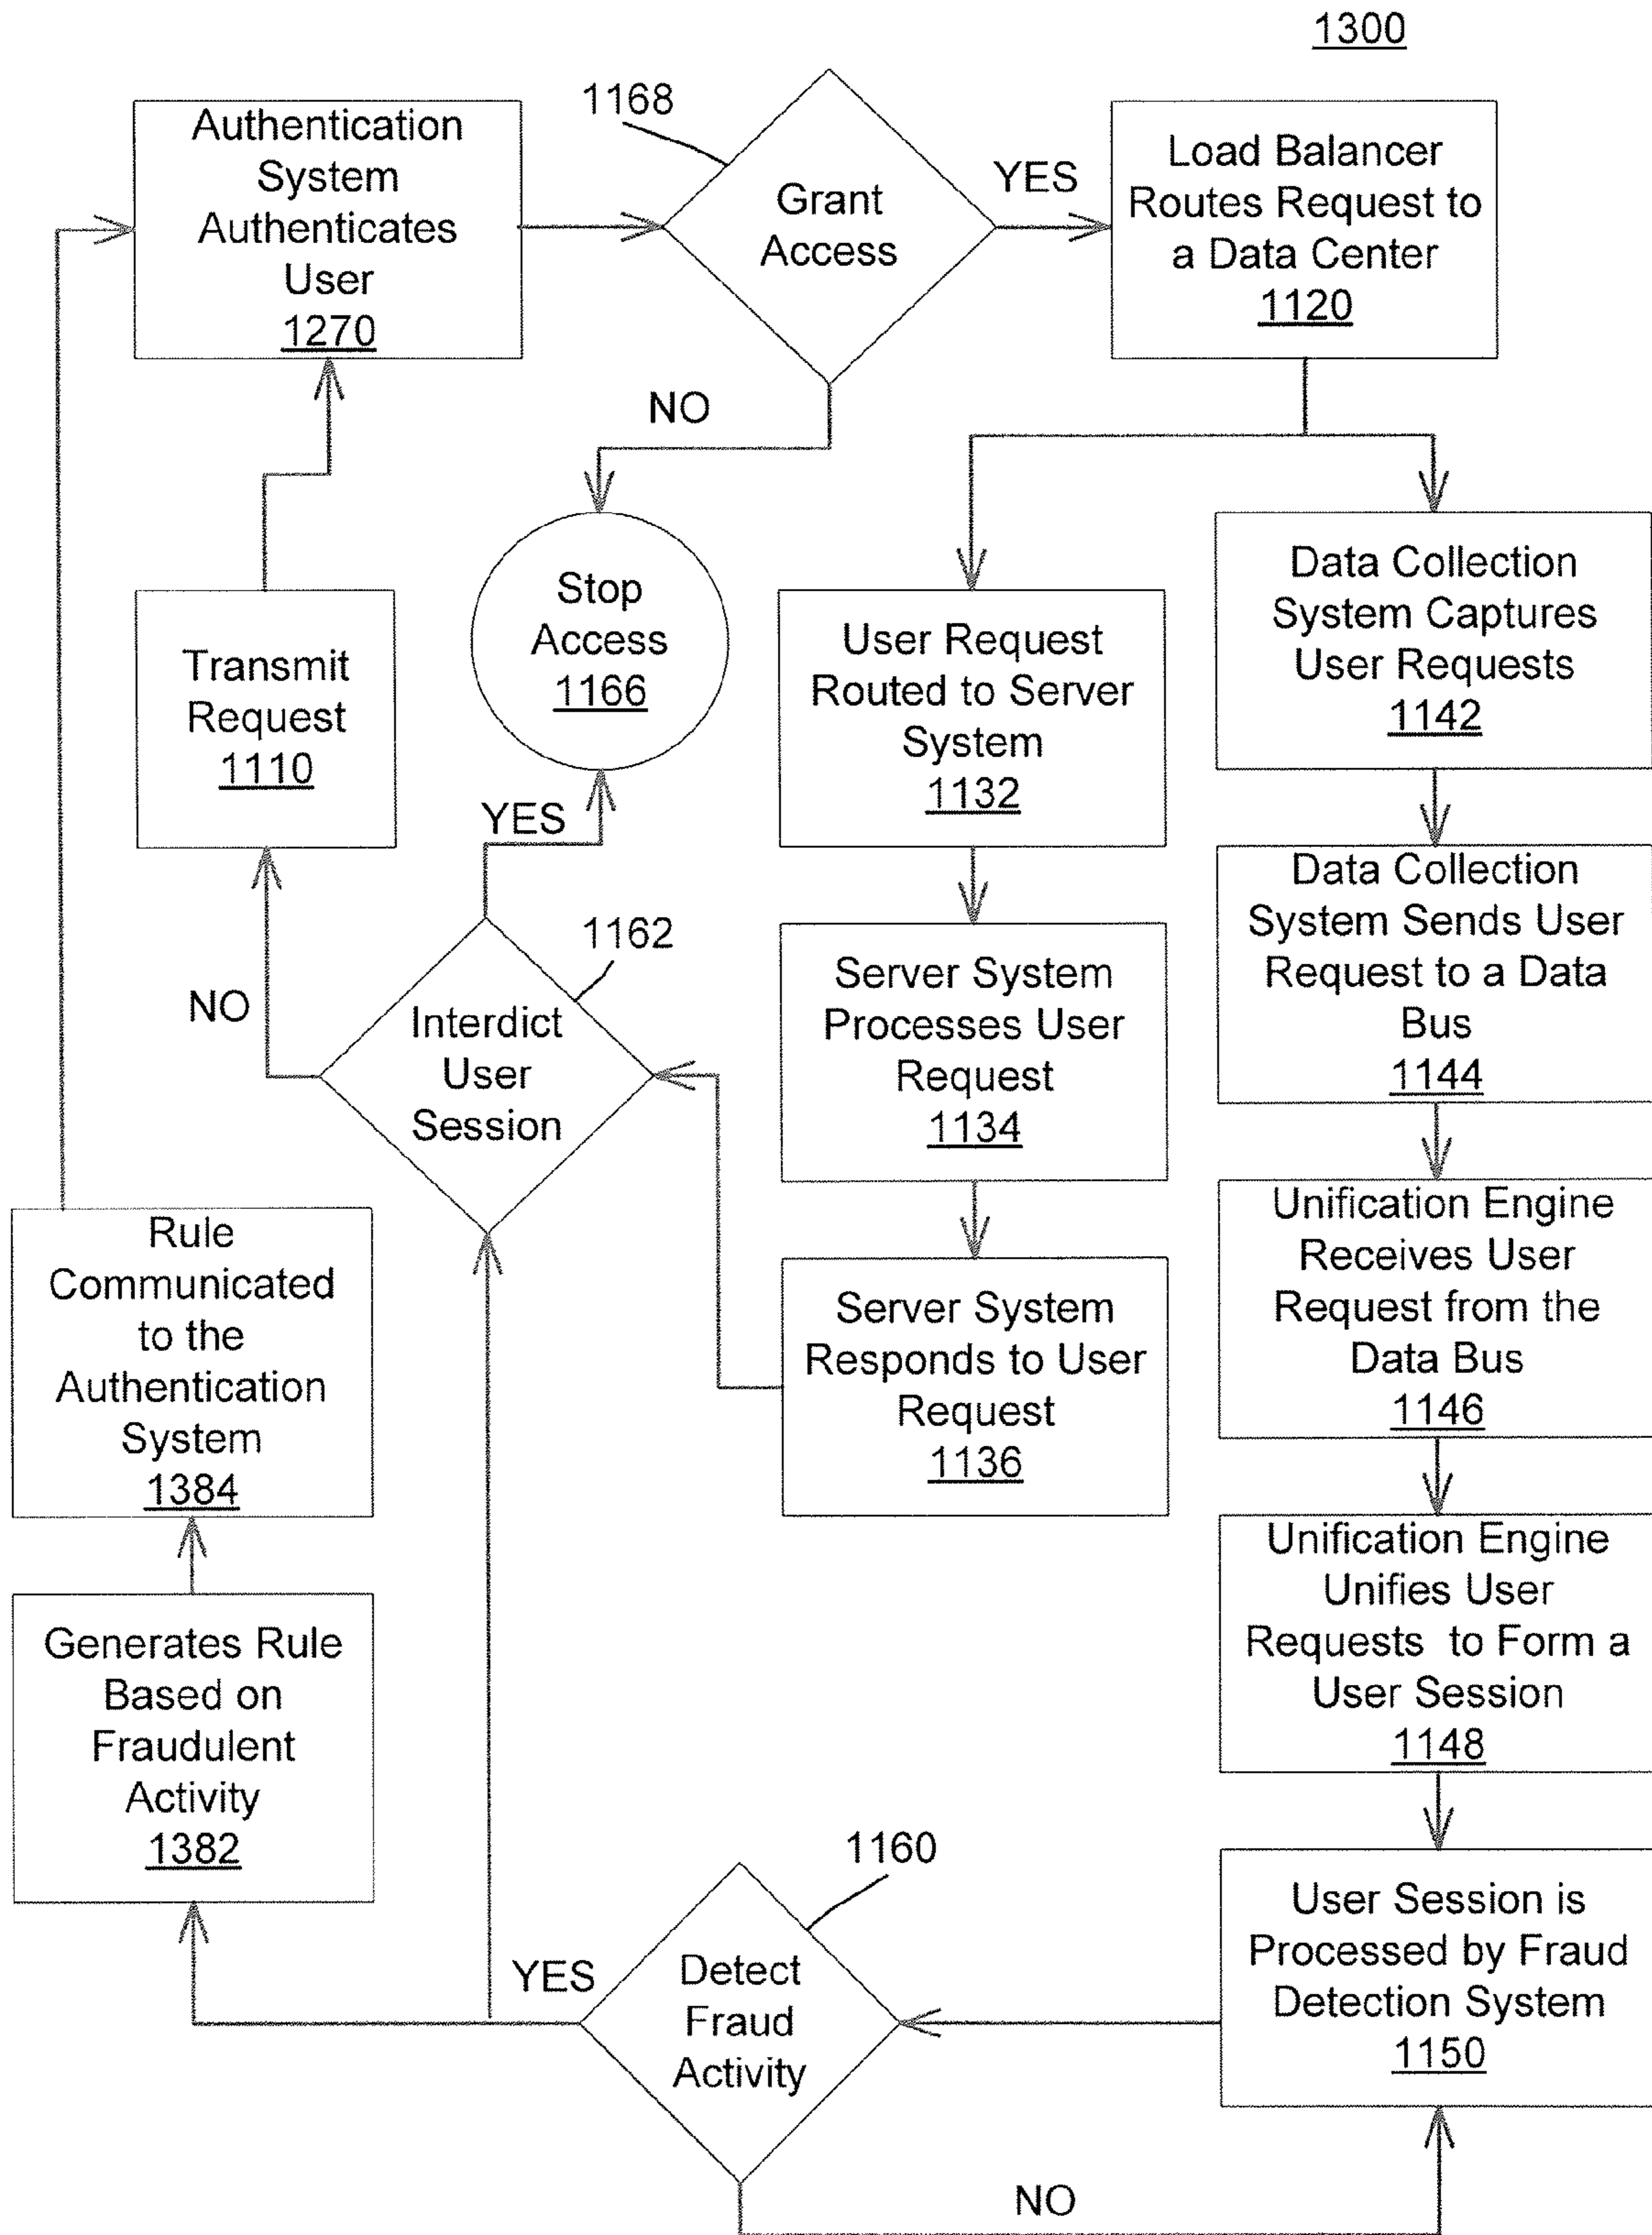 1300
Authentication
System
Authenticates
User
1270
1168
Grant
Access
YES
Load Balancer
Routes Request to
a Data Center
1120
NO
Stop
Access
1166
Transmit
Request
1110
User Request
Routed to Server
System
1132
Data Collection
System Captures
User Requests
1142
YES
1162
Interdict
User
Session
NO
Server System
Processes User
Request
1134
Data Collection
System Sends User
Request to a Data
Bus
1144
Rule
Communicated
to the
Authentication
System
1384
Server System
Responds to User
Request
1136
Unification Engine
Receives User
Request from the
Data Bus
1146
Generates Rule
Based on
Fraudulent
Activity
1382
Unification Engine
Unifies User
Requests to Form a
User Session
1148
1160
YES
Detect
Fraud
Activity
User Session is
Processed by Fraud
Detection System
1150
NO